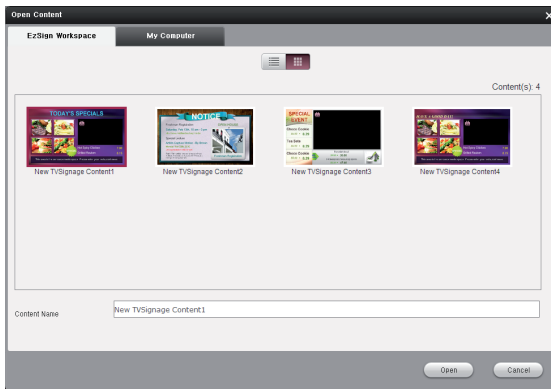 Open Content
EzSign Workspace
My Computer
Content(s): 4
TODAY'S SPECIALS
NOTICE
SPECIAL
EVENT
New TVSignage Content1
New TVSignage Content2
New TVSignage Content3
New TVSignage Content4
Content Name
New TVSignage Content1
Open
Cancel